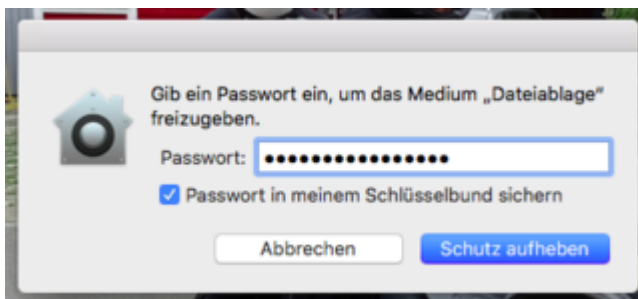 Gib ein Passwort ein, um das Medium „Dateiablage“
freizugeben.
Passwort: ●●●●●●●●●●●●●●●●
Passwort in meinem Schlüsselbund sichern
Abbrechen Schutz aufheben